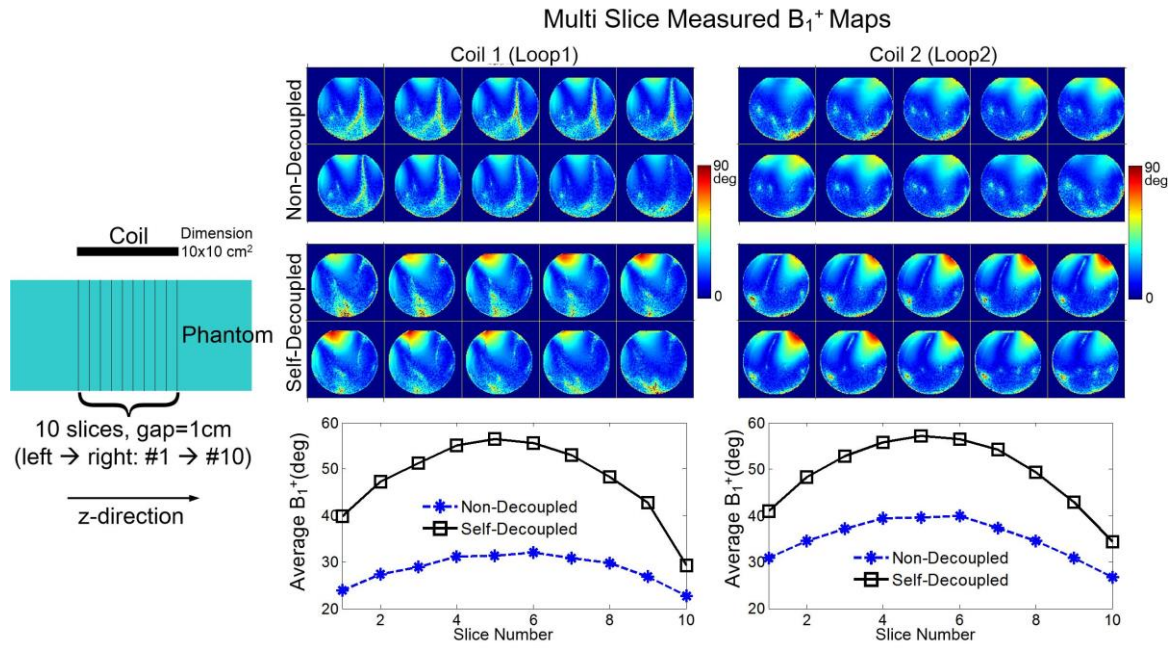 Multi Slice Measured B₁⁺ Maps
Coil 1 (Loop1)
Coil 2 (Loop2)
Non-Decoupled
90
deg
0
90
deg
0
Self-Decoupled
Coil
Dimension
10x10 cm²
Phantom
10 slices, gap=1cm
(left → right: #1 → #10)
z-direction
Average B₁⁺(deg)
60
50
40
30
20
Non-Decoupled
Self-Decoupled
2 4 6 8 10
Slice Number
Average B₁⁺(deg)
60
50
40
30
20
Non-Decoupled
Self-Decoupled
2 4 6 8 10
Slice Number